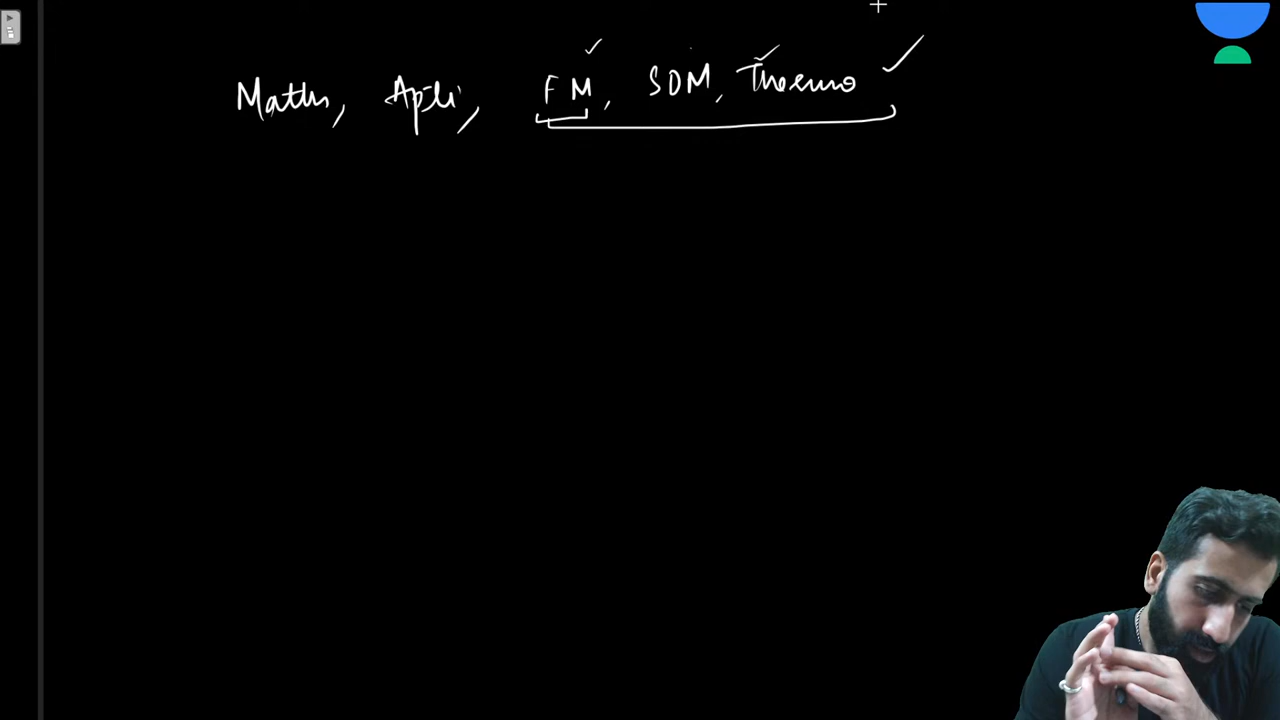 Maths, Apti, FM, SOM, Thermo